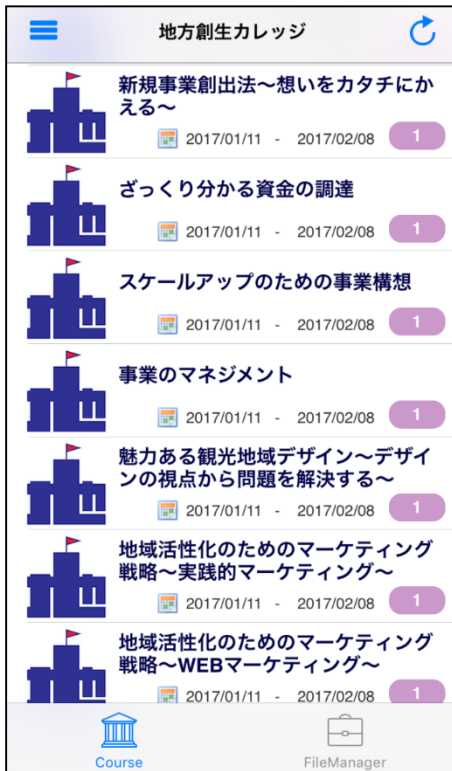 地方創生カレッジ
新規事業創出法〜想いをカタチにか
える〜
2017/01/11 - 2017/02/08 1
ざっくり分かる資金の調達
2017/01/11 - 2017/02/08 1
スケールアップのための事業構想
2017/01/11 - 2017/02/08 1
事業のマネジメント
2017/01/11 - 2017/02/08 1
魅力ある観光地域デザイン〜デザイ
ンの視点から問題を解決する〜
2017/01/11 - 2017/02/08 1
地域活性化のためのマーケティング
戦略〜実践的マーケティング〜
2017/01/11 - 2017/02/08 1
地域活性化のためのマーケティング
戦略〜WEBマーケティング〜
2017/01/11 - 2017/02/08 1
Course FileManager